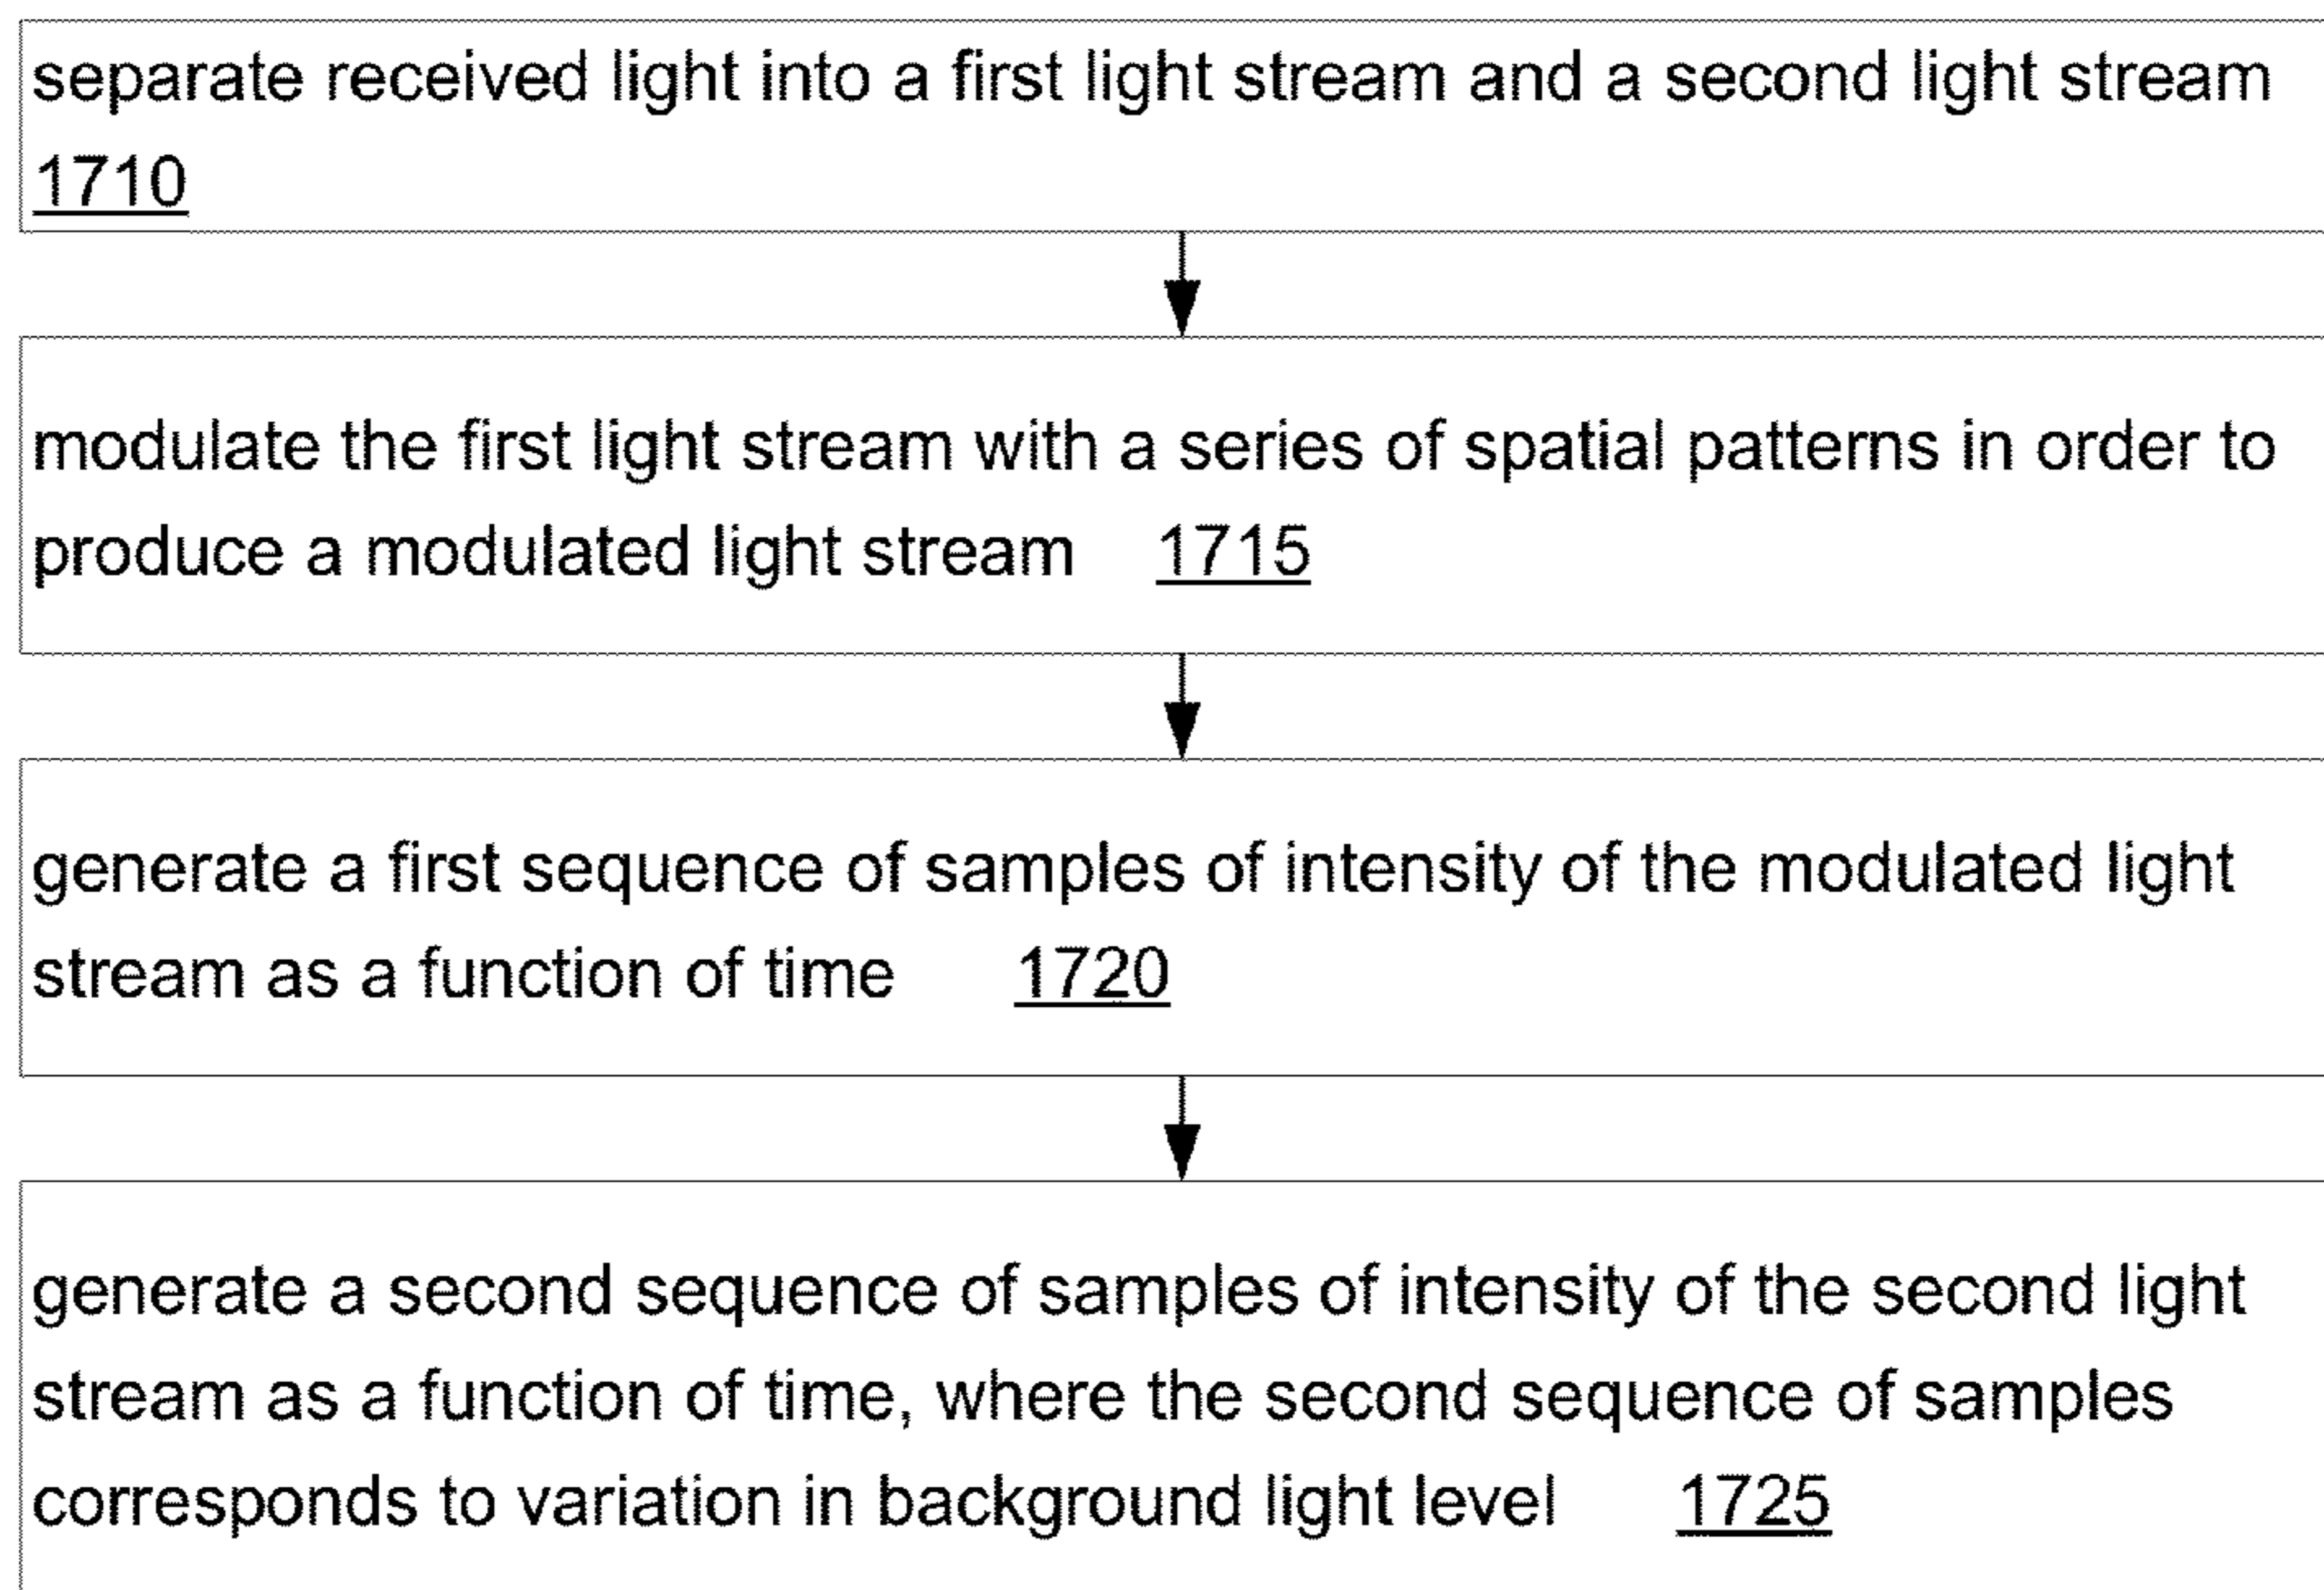 separate received light into a first light stream and a second light stream
1710
modulate the first light stream with a series of spatial patterns in order to
produce a modulated light stream 1715
generate a first sequence of samples of intensity of the modulated light
stream as a function of time 1720
generate a second sequence of samples of intensity of the second light
stream as a function of time, where the second sequence of samples
corresponds to variation in background light level 1725